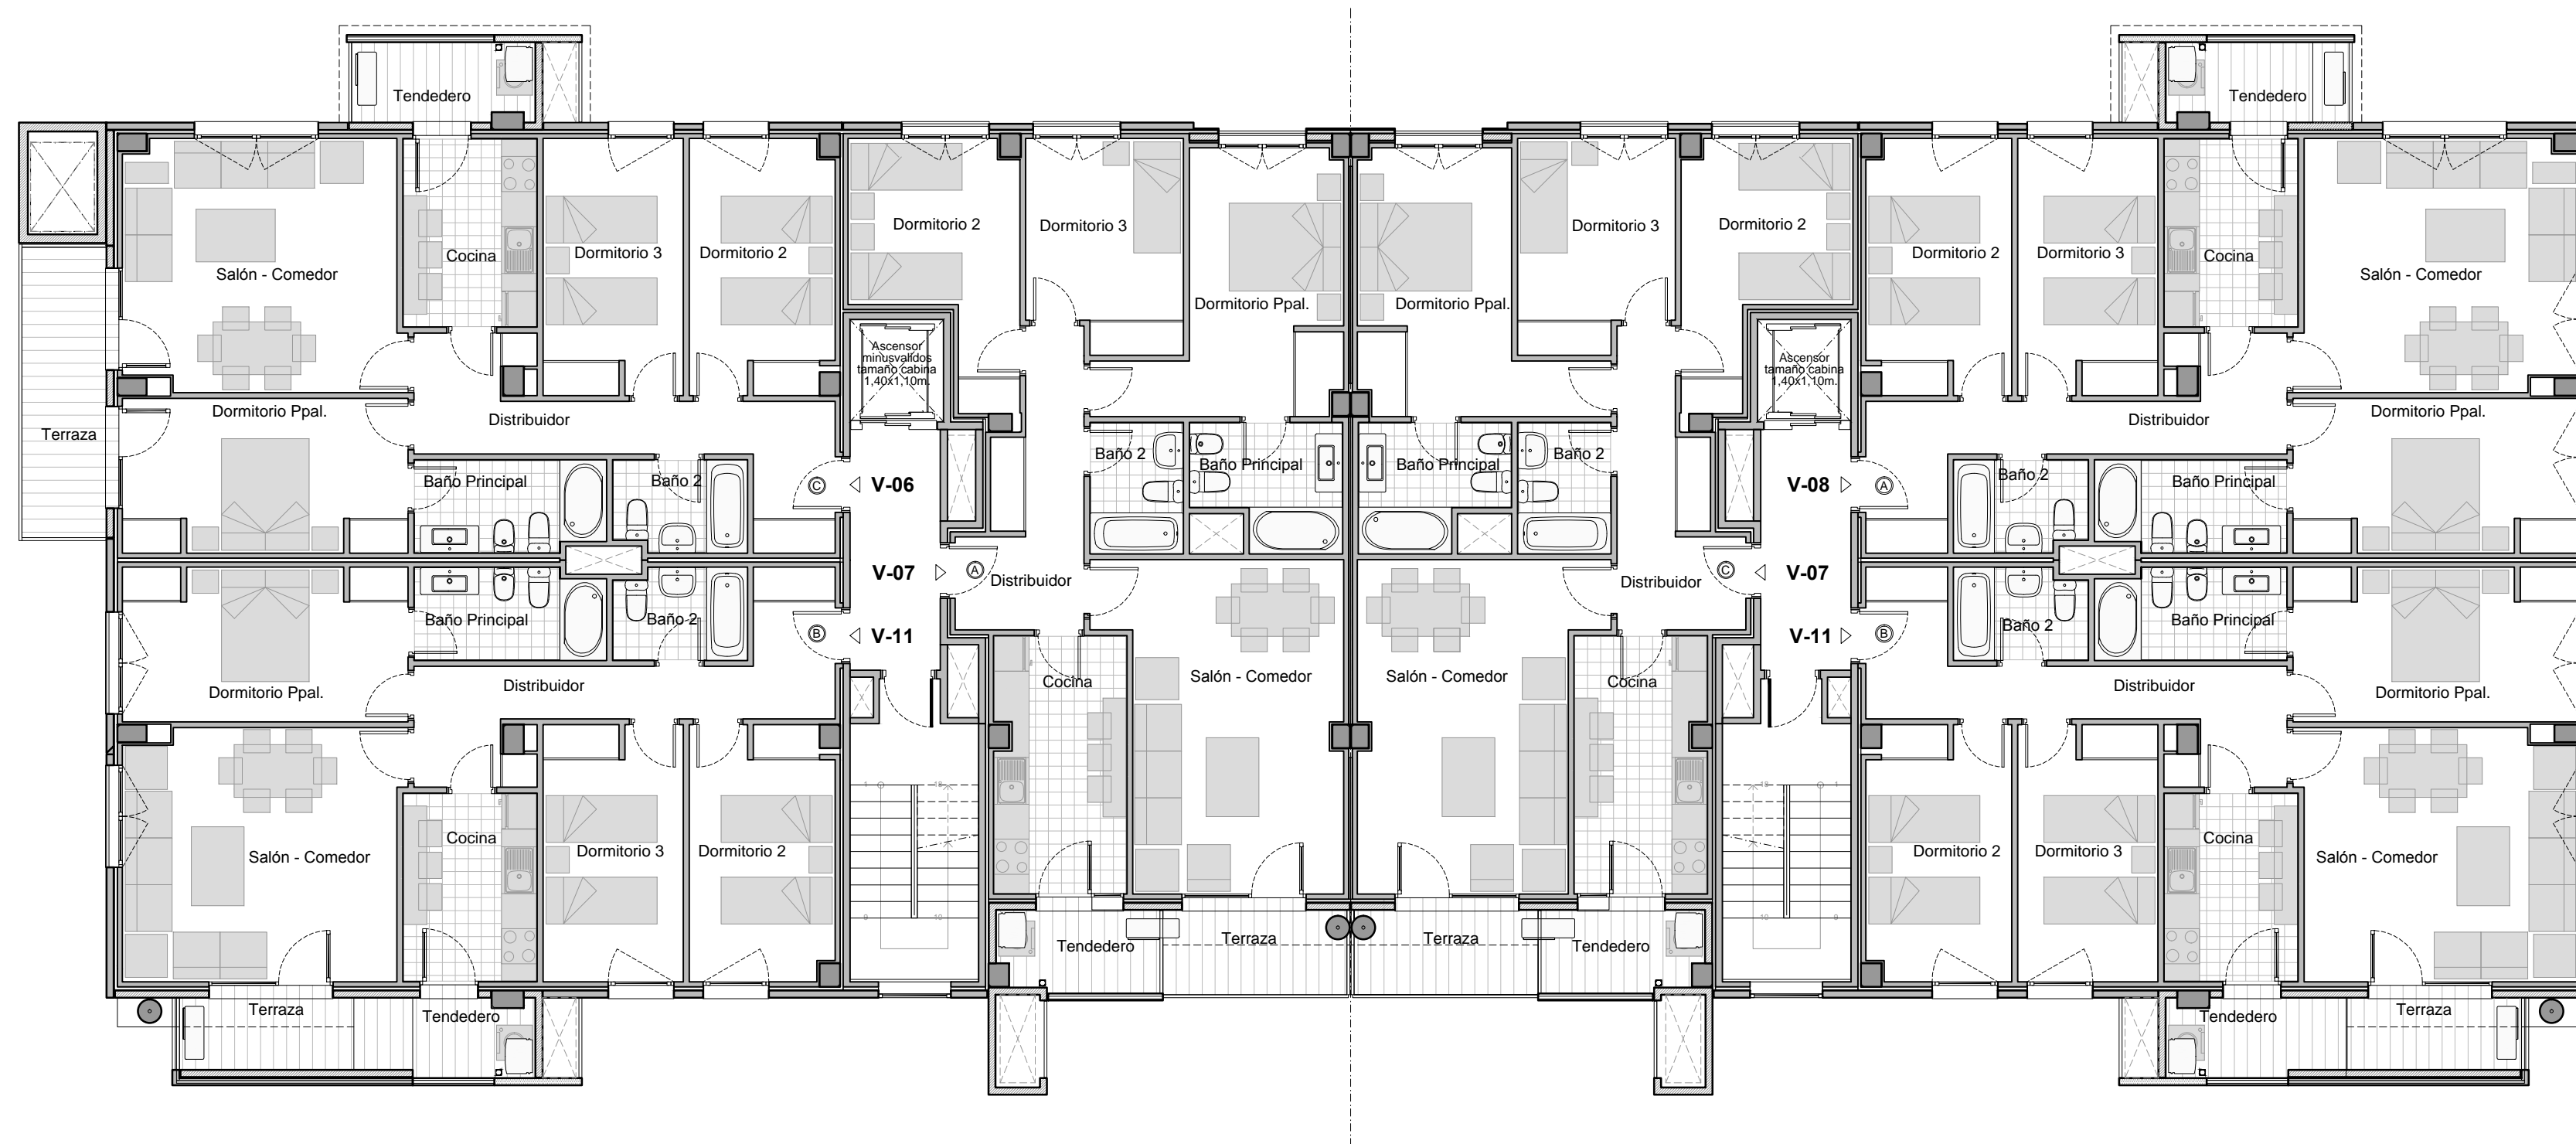 Tendedero
Tendedero
Salón - Comedor
Cocina
Dormitorio 3
Dormitorio 2
Dormitorio 2
Dormitorio 3
Dormitorio Ppal.
Dormitorio Ppal.
Dormitorio 3
Dormitorio 2
Dormitorio 2
Dormitorio 3
Cocina
Salón - Comedor
Ascensor
minusvalidos
tamaño cabina
1,40x1,10m.
Ascensor
tamaño cabina
1,40x1,10m.
Terraza
Dormitorio Ppal.
Distribuidor
Distribuidor
Dormitorio Ppal.
Baño Principal
Baño 2
C
V-06
Baño 2
Baño Principal
Baño Principal
Baño 2
V-08
A
Baño 2
Baño Principal
V-07
A
Distribuidor
Distribuidor
C
V-07
Baño Principal
Baño 2
B
V-11
V-11
B
Baño 2
Baño Principal
Dormitorio Ppal.
Distribuidor
Cocina
Salón - Comedor
Salón - Comedor
Cocina
Distribuidor
Dormitorio Ppal.
Salón - Comedor
Cocina
Dormitorio 3
Dormitorio 2
Dormitorio 2
Dormitorio 3
Cocina
Salón - Comedor
Tendedero
Terraza
Terraza
Tendedero
Terraza
Tendedero
Tendedero
Terraza